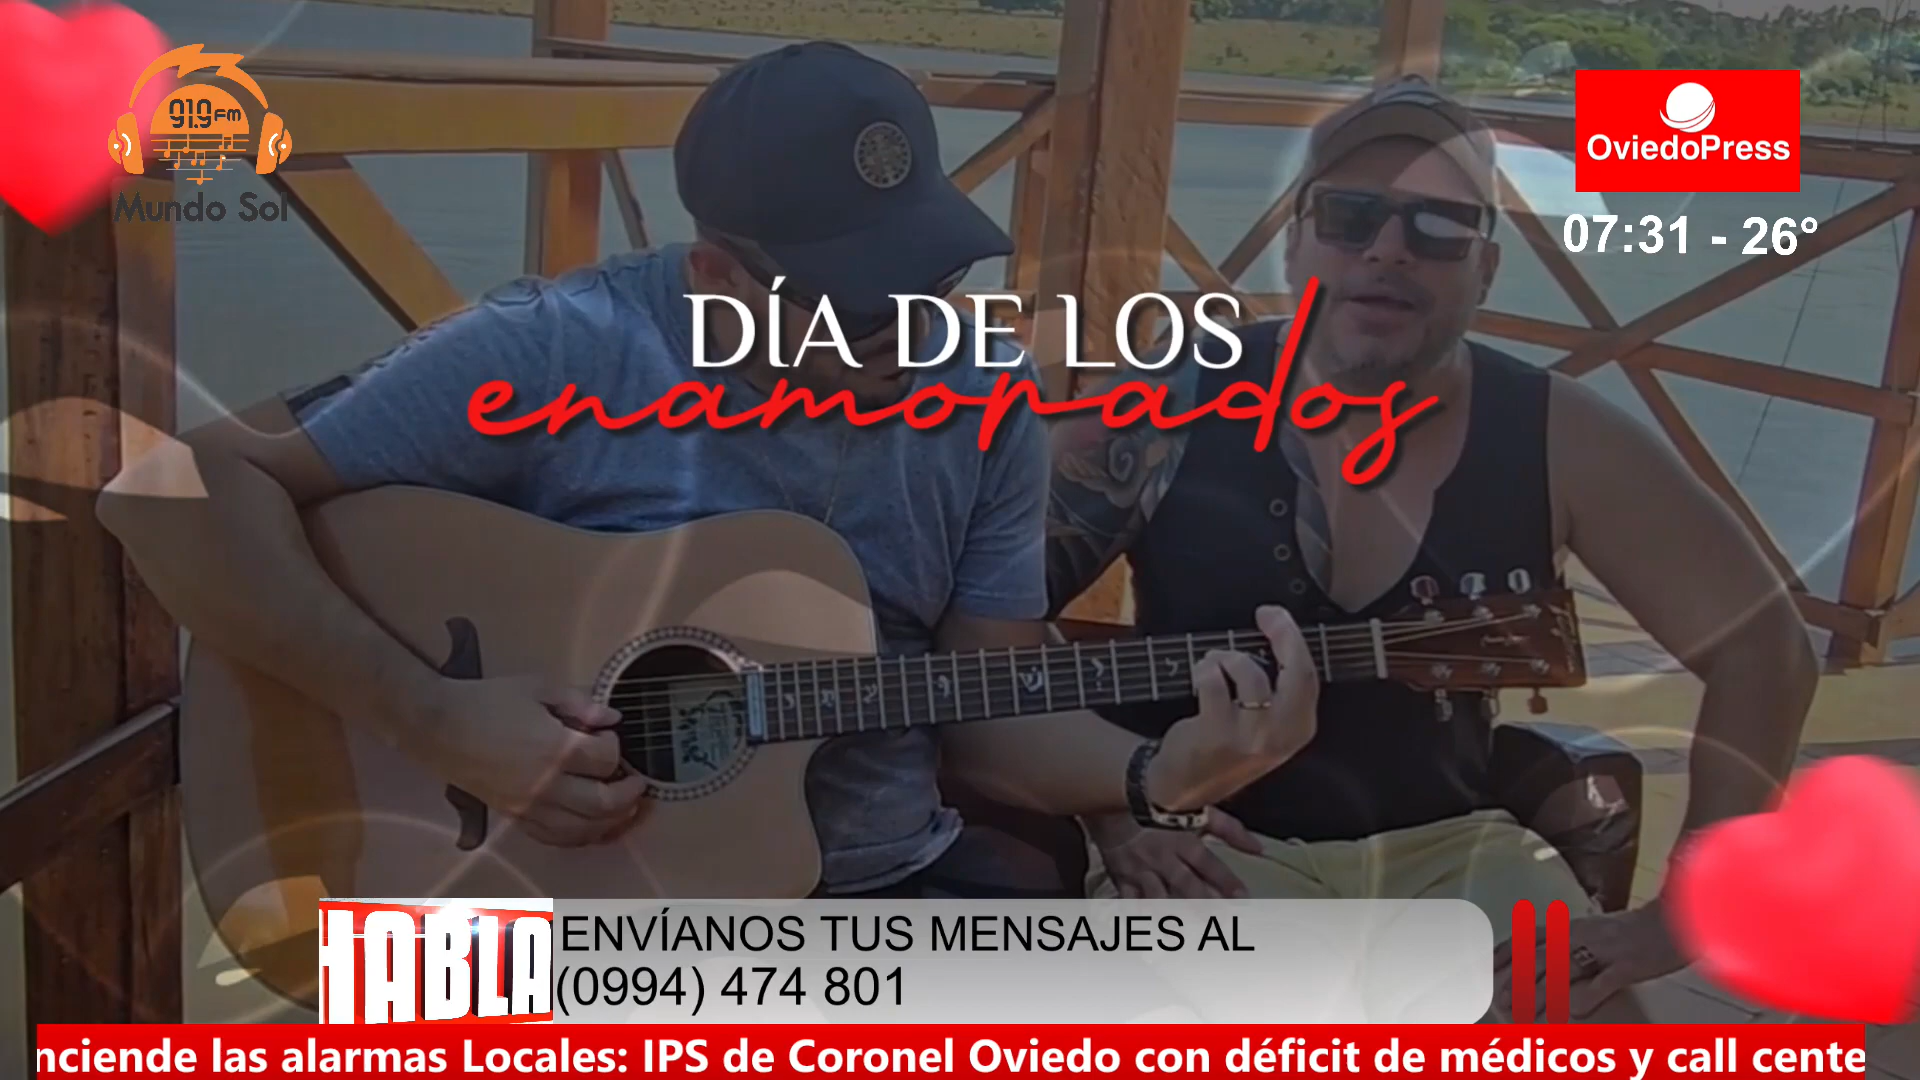 91.9 FM
Mundo Sol
OviedoPress
07:31 - 26°
DÍA DE LOS
enamorados
HABLA
ENVÍANOS TUS MENSAJES AL
(0994) 474 801
nciende las alarmas Locales: IPS de Coronel Oviedo con déficit de médicos y call cente